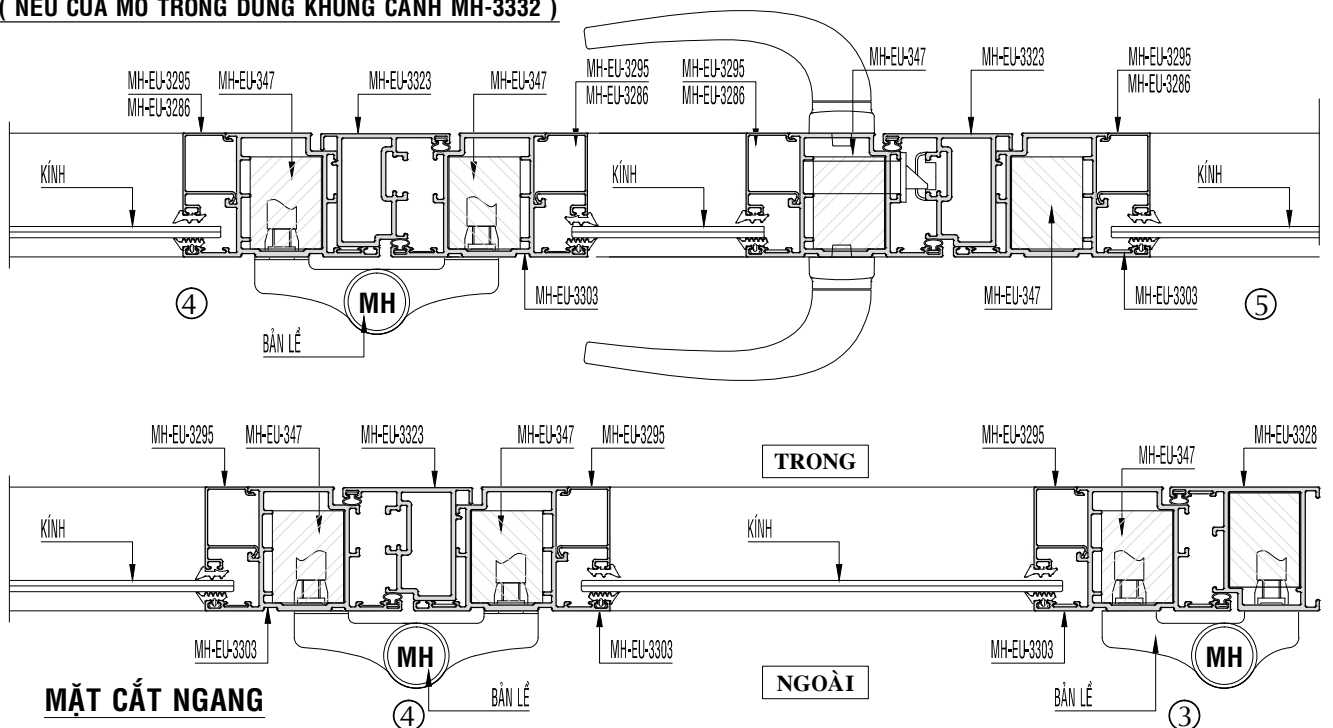 ( NẾU CỬA MỞ TRONG DÙNG KHUNG CÁNH MH-3332 )
MH-EU-3295 MH-EU-347 MH-EU-3323 MH-EU-347 MH-EU-3295 MH-EU-3295 MH-EU-347 MH-EU-3323 MH-EU-3295
MH-EU-3286 MH-EU-3286 MH-EU-3286 MH-EU-3286
KÍNH KÍNH KÍNH
④ MH MH-EU-3303 MH-EU-347 MH-EU-3303 ⑤
BẢN LỀ
MH-EU-3295 MH-EU-347 MH-EU-3323 MH-EU-347 MH-EU-3295 MH-EU-3295 MH-EU-347 MH-EU-3328
TRONG
KÍNH KÍNH
MH-EU-3303 MH MH-EU-3303 MH-EU-3303 MH
NGOÀI
MẶT CẮT NGANG ④ BẢN LỀ BẢN LỀ ③